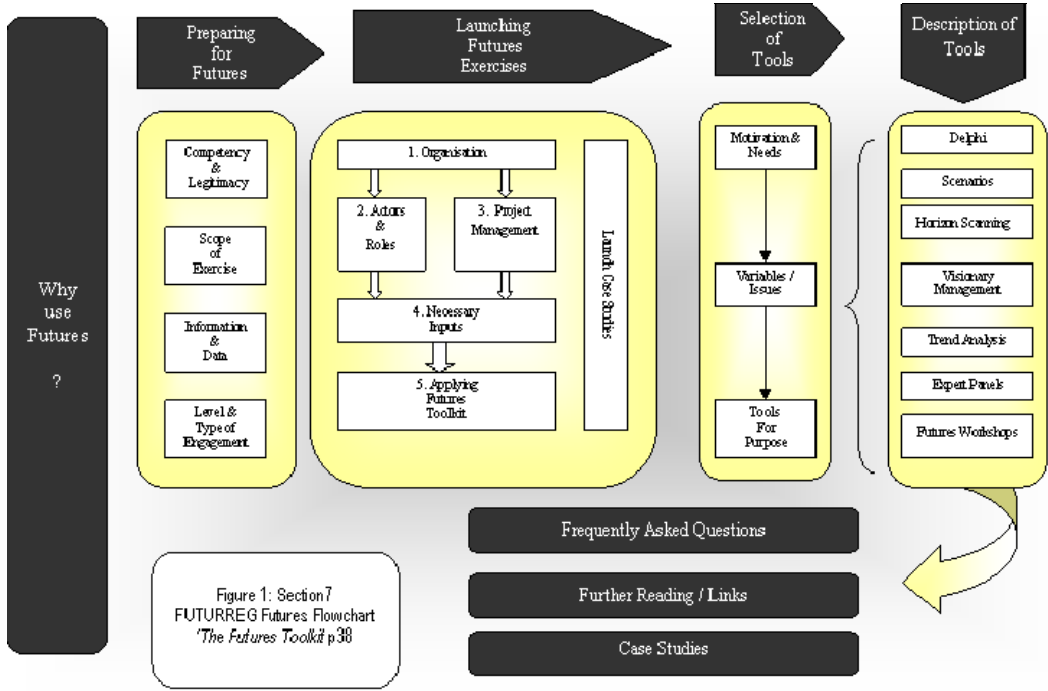 Why
use
Futures
?
Preparing
for
Futures
Competency
&
Legitimacy
Scope
of
Exercise
Information
&
Data
Level &
Type of
Engagement
Launching
Futures
Exercises
1. Organisation
2. Actors
&
Roles
3. Project
Management
4. Necessary
Inputs
5. Applying
Futures
Toolkit
Launch Case Studies
Selection
of
Tools
Motivation &
Needs
Variables /
Issues
Tools
For
Purpose
Description of
Tools
Delphi
Scenarios
Horizon Scanning
Visionary
Management
Trend Analysis
Expert Panels
Futures Workshops
Frequently Asked Questions
Further Reading / Links
Case Studies
Figure 1: Section7
FUTURREG Futures Flowchart
'The Futures Toolkit p38